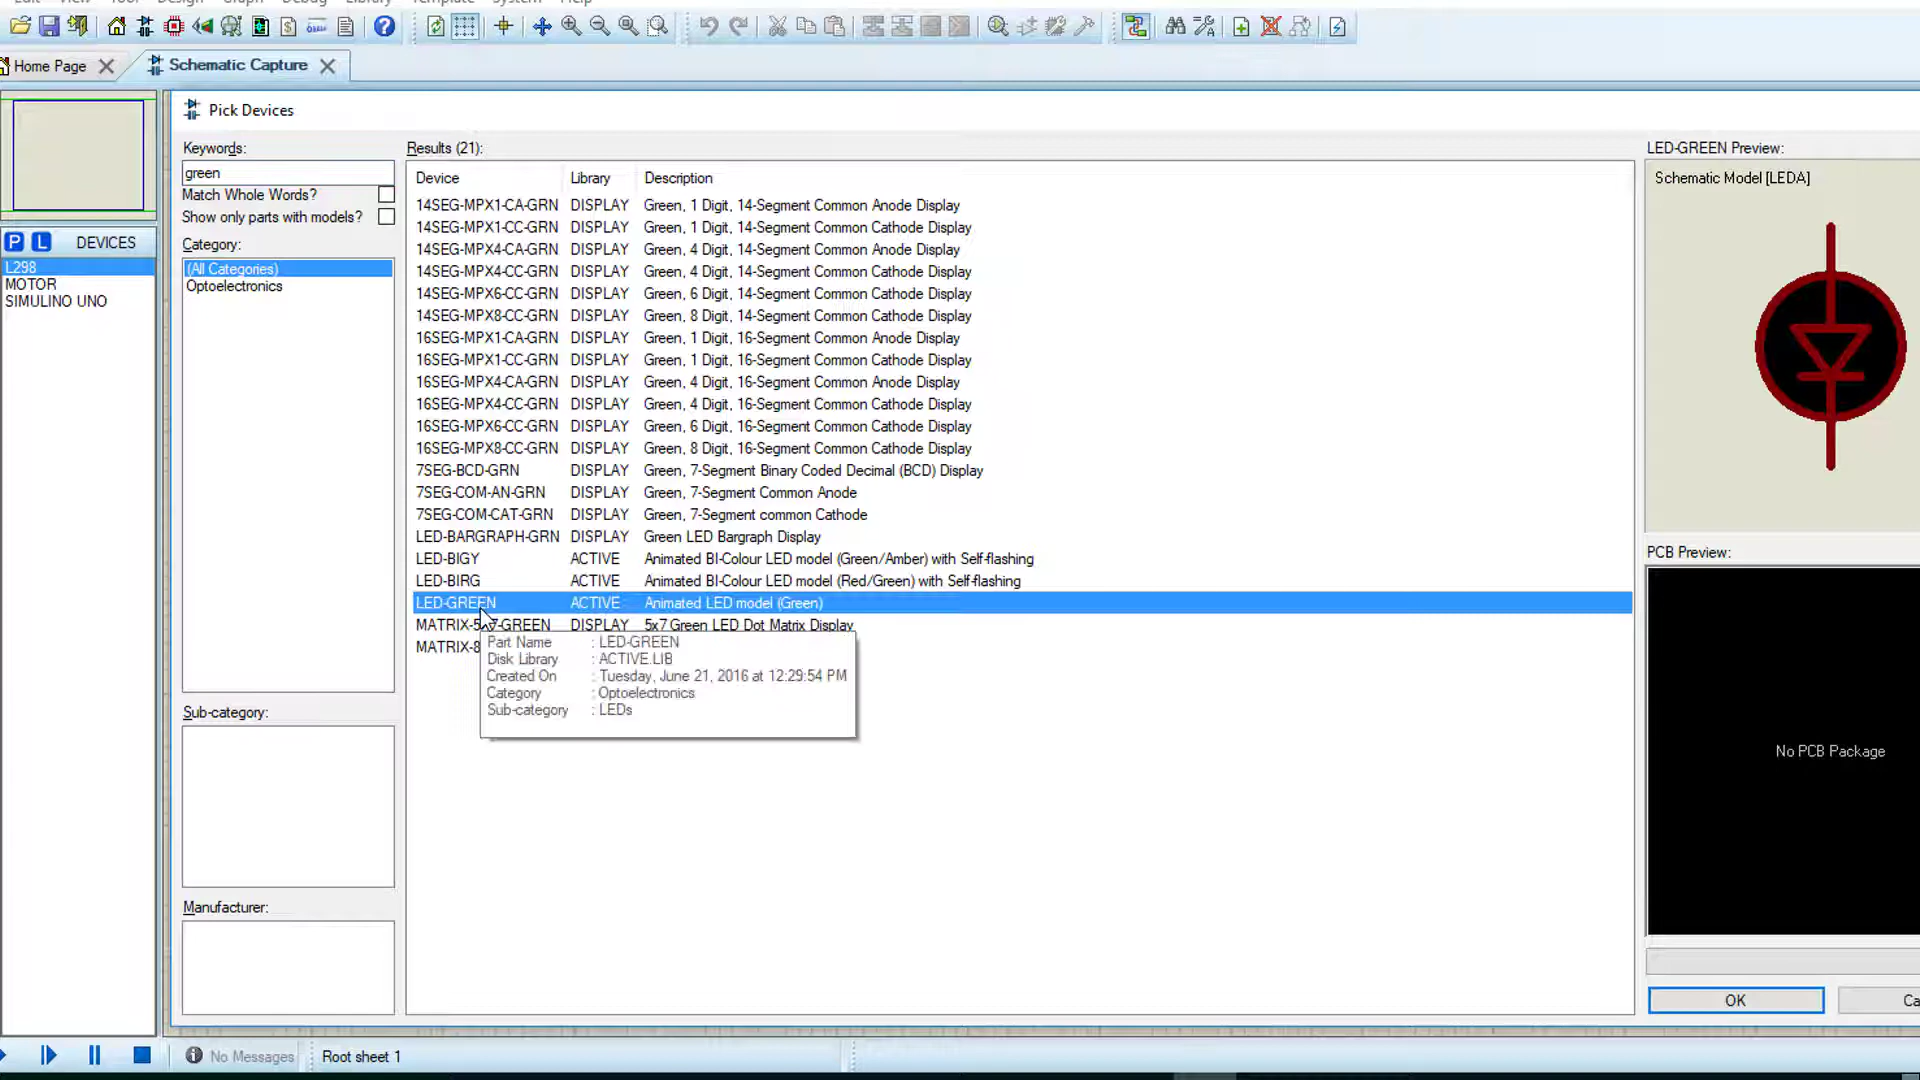 Edit View Tool Design Graph Debug Library Template System Help
Home Page
Schematic Capture
Pick Devices
P L DEVICES
L298
MOTOR
SIMULINO UNO
Keywords:
green
Match Whole Words?
Show only parts with models?
Category:
(All Categories)
Optoelectronics
Sub-category:
Manufacturer:
Results (21):
Device Library Description
14SEG-MPX1-CA-GRN DISPLAY Green, 1 Digit, 14-Segment Common Anode Display
14SEG-MPX1-CC-GRN DISPLAY Green, 1 Digit, 14-Segment Common Cathode Display
14SEG-MPX4-CA-GRN DISPLAY Green, 4 Digit, 14-Segment Common Anode Display
14SEG-MPX4-CC-GRN DISPLAY Green, 4 Digit, 14-Segment Common Cathode Display
14SEG-MPX6-CC-GRN DISPLAY Green, 6 Digit, 14-Segment Common Cathode Display
14SEG-MPX8-CC-GRN DISPLAY Green, 8 Digit, 14-Segment Common Cathode Display
16SEG-MPX1-CA-GRN DISPLAY Green, 1 Digit, 16-Segment Common Anode Display
16SEG-MPX1-CC-GRN DISPLAY Green, 1 Digit, 16-Segment Common Cathode Display
16SEG-MPX4-CA-GRN DISPLAY Green, 4 Digit, 16-Segment Common Anode Display
16SEG-MPX4-CC-GRN DISPLAY Green, 4 Digit, 16-Segment Common Cathode Display
16SEG-MPX6-CC-GRN DISPLAY Green, 6 Digit, 16-Segment Common Cathode Display
16SEG-MPX8-CC-GRN DISPLAY Green, 8 Digit, 16-Segment Common Cathode Display
7SEG-BCD-GRN DISPLAY Green, 7-Segment Binary Coded Decimal (BCD) Display
7SEG-COM-AN-GRN DISPLAY Green, 7-Segment Common Anode
7SEG-COM-CAT-GRN DISPLAY Green, 7-Segment common Cathode
LED-BARGRAPH-GRN DISPLAY Green LED Bargraph Display
LED-BIGY ACTIVE Animated BI-Colour LED model (Green/Amber) with Self-flashing
LED-BIRG ACTIVE Animated BI-Colour LED model (Red/Green) with Self-flashing
LED-GREEN ACTIVE Animated LED model (Green)
MATRIX-5x7-GREEN DISPLAY 5x7 Green LED Dot Matrix Display
MATRIX-8
Part Name : LED-GREEN
Disk Library : ACTIVE.LIB
Created On : Tuesday, June 21, 2016 at 12:29:54 PM
Category : Optoelectronics
Sub-category : LEDs
LED-GREEN Preview:
Schematic Model [LEDA]
PCB Preview:
No PCB Package
OK
Ca
No Messages
Root sheet 1